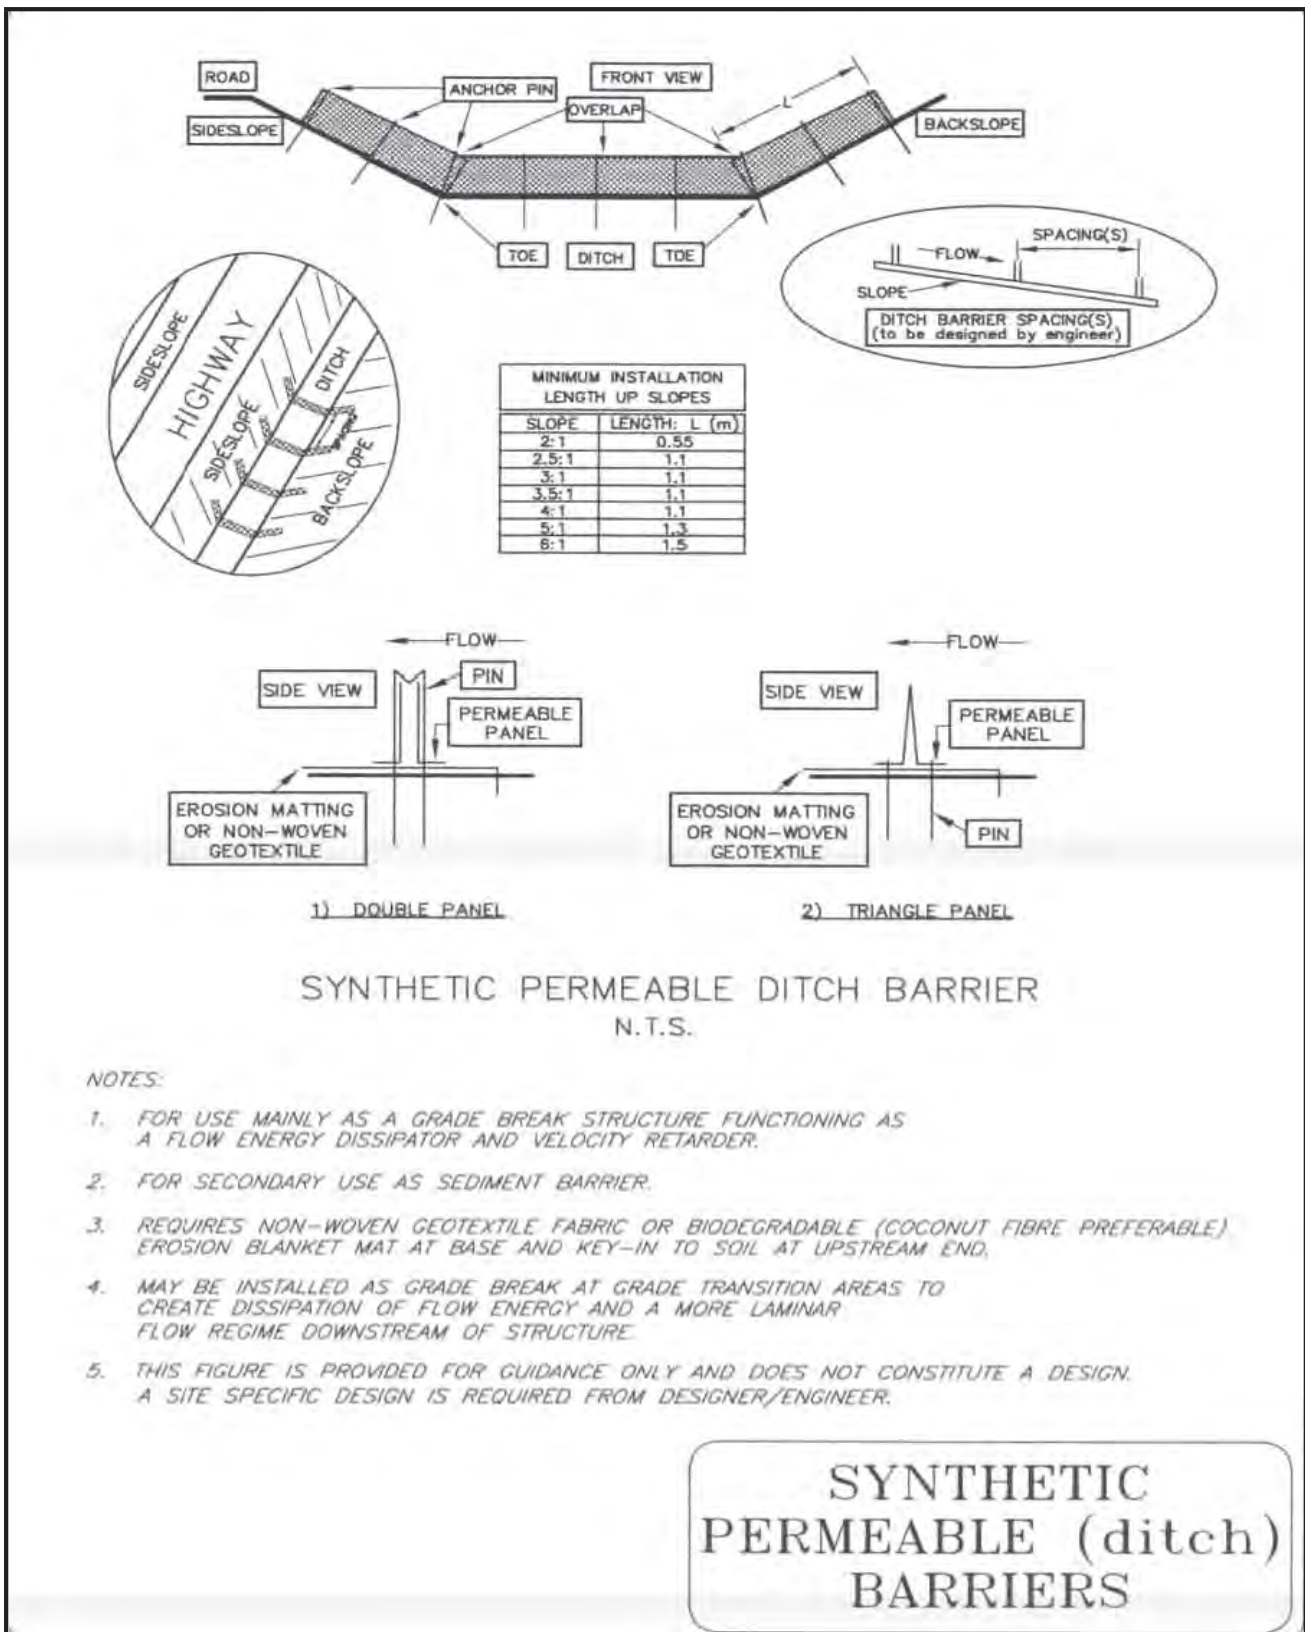 ROAD
FRONT VIEW
ANCHOR PIN
OVERLAP
L
SIDESLOPE
BACKSLOPE
TOE
DITCH
TOE
SPACING(S)
FLOW
SLOPE
DITCH BARRIER SPACING(S)
(to be designed by engineer)
SIDESLOPE
HIGHWAY
SIDESLOPE
DITCH
SPACING
BACKSLOPE
MINIMUM INSTALLATION
LENGTH UP SLOPES
SLOPE LENGTH: L (m)
2:1 0.55
2.5:1 1.1
3:1 1.1
3.5:1 1.1
4:1 1.1
5:1 1.3
6:1 1.5
FLOW
SIDE VIEW
PIN
PERMEABLE
PANEL
EROSION MATTING
OR NON-WOVEN
GEOTEXTILE
1) DOUBLE PANEL
FLOW
SIDE VIEW
PERMEABLE
PANEL
EROSION MATTING
OR NON-WOVEN
GEOTEXTILE
PIN
2) TRIANGLE PANEL
SYNTHETIC PERMEABLE DITCH BARRIER
N.T.S.
NOTES:
1. FOR USE MAINLY AS A GRADE BREAK STRUCTURE FUNCTIONING AS
A FLOW ENERGY DISSIPATOR AND VELOCITY RETARDER.
2. FOR SECONDARY USE AS SEDIMENT BARRIER.
3. REQUIRES NON-WOVEN GEOTEXTILE FABRIC OR BIODEGRADABLE (COCONUT FIBRE PREFERABLE)
EROSION BLANKET MAT AT BASE AND KEY-IN TO SOIL AT UPSTREAM END.
4. MAY BE INSTALLED AS GRADE BREAK AT GRADE TRANSITION AREAS TO
CREATE DISSIPATION OF FLOW ENERGY AND A MORE LAMINAR
FLOW REGIME DOWNSTREAM OF STRUCTURE.
5. THIS FIGURE IS PROVIDED FOR GUIDANCE ONLY AND DOES NOT CONSTITUTE A DESIGN.
A SITE SPECIFIC DESIGN IS REQUIRED FROM DESIGNER/ENGINEER.
SYNTHETIC
PERMEABLE (ditch)
BARRIERS